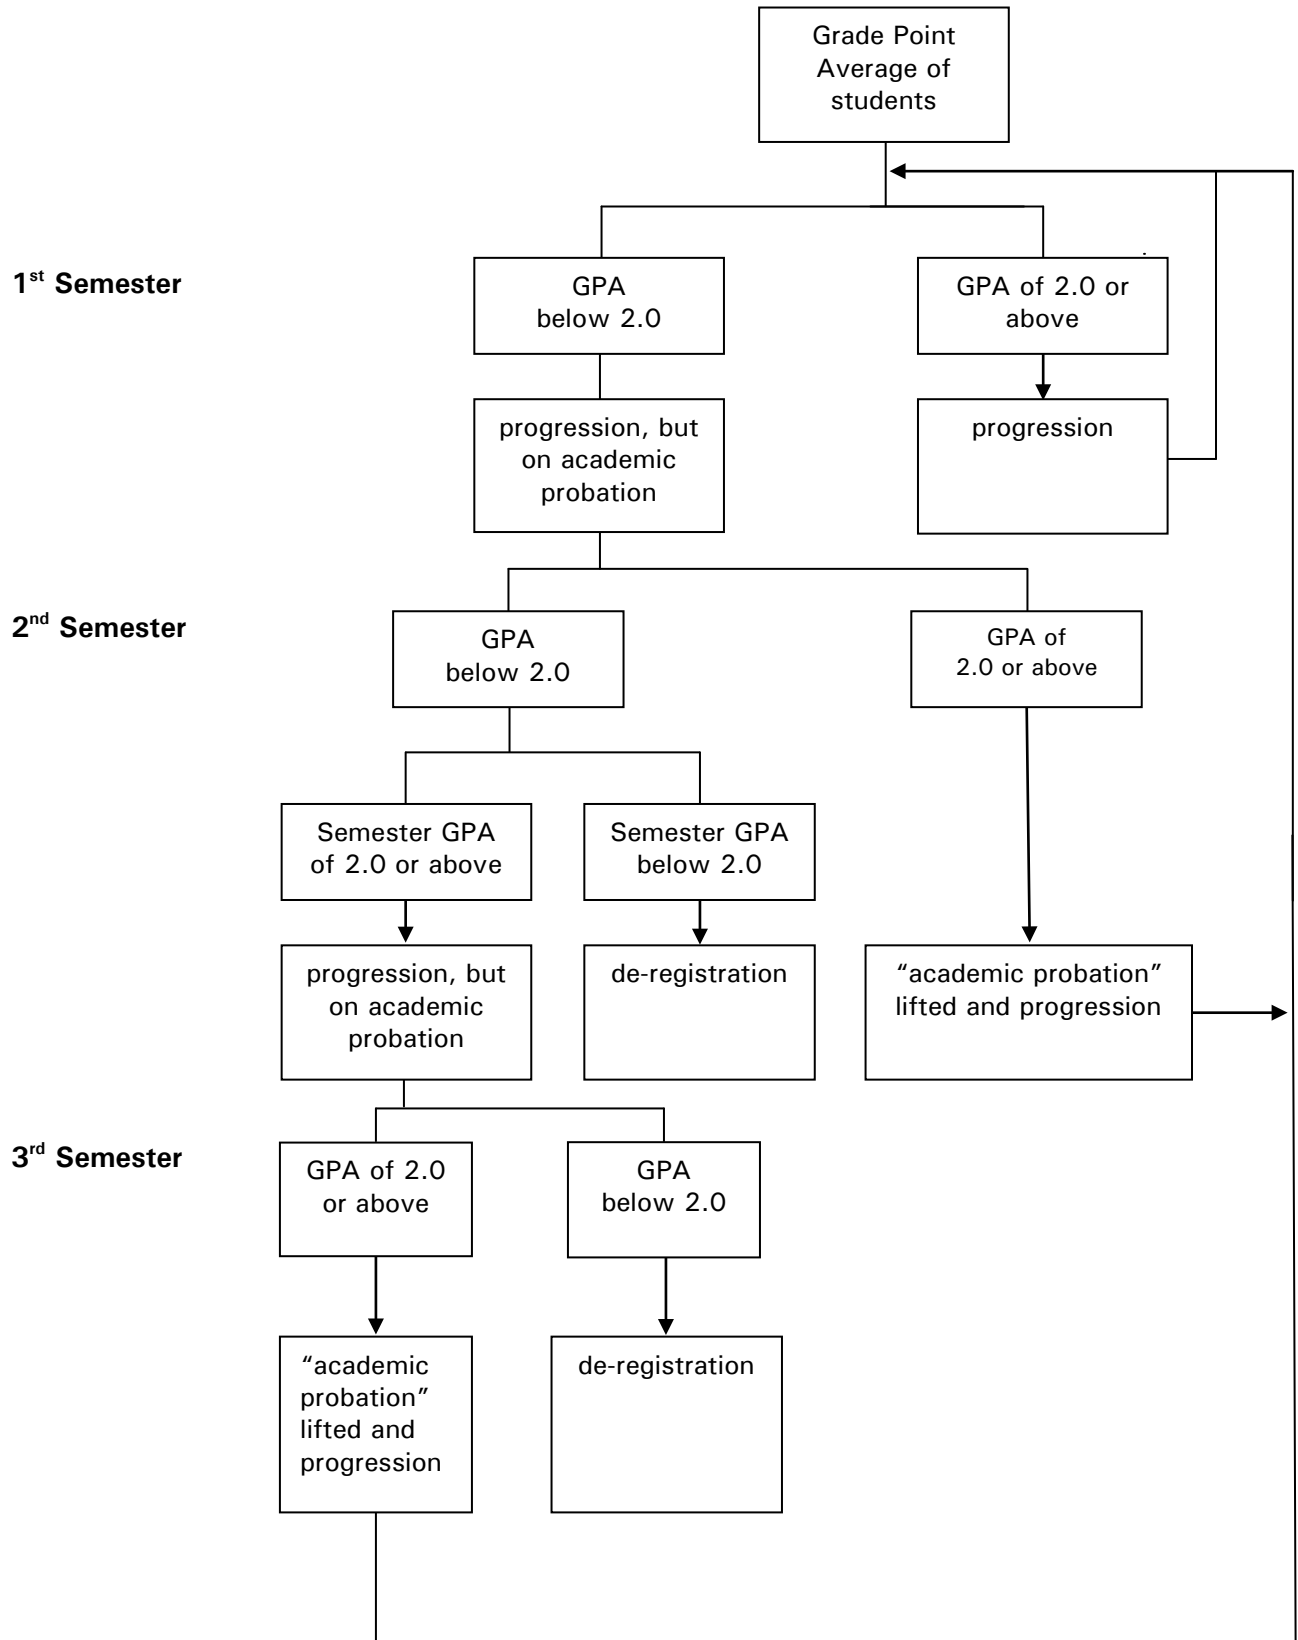 Grade Point
Average of
students
1st Semester
GPA
below 2.0
GPA of 2.0 or
above
progression, but
on academic
probation
progression
2nd Semester
GPA
below 2.0
GPA of
2.0 or above
Semester GPA
of 2.0 or above
Semester GPA
below 2.0
progression, but
on academic
probation
de-registration
“academic probation”
lifted and progression
3rd Semester
GPA of 2.0
or above
GPA
below 2.0
“academic
probation”
lifted and
progression
de-registration